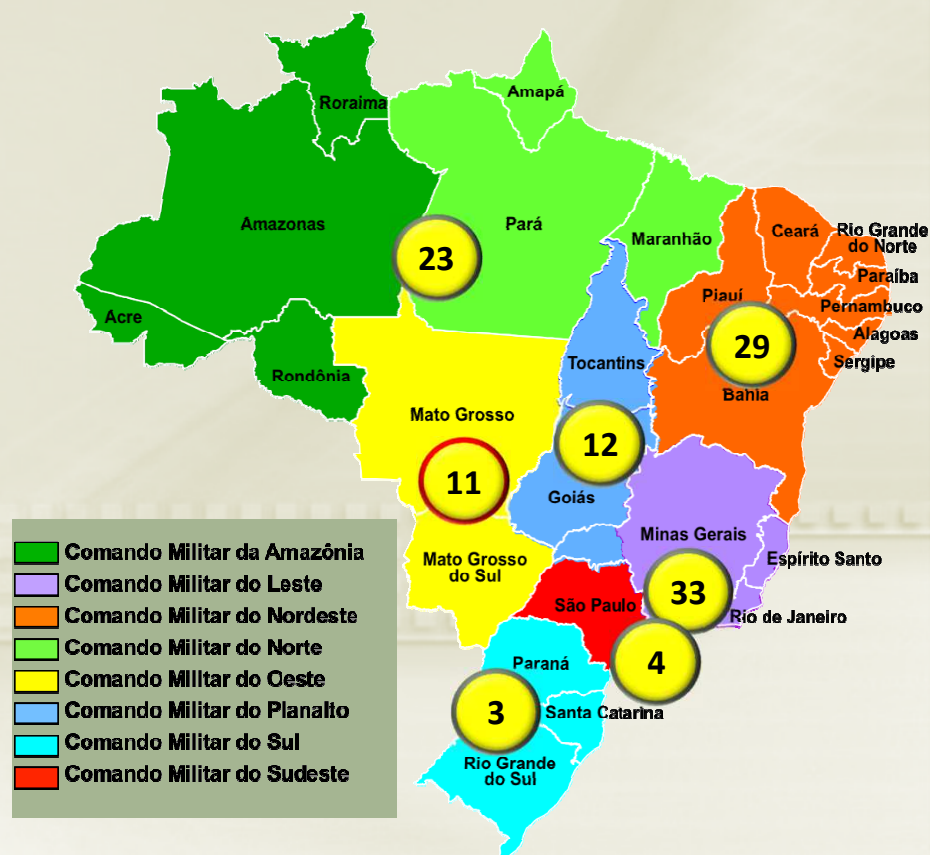 Amapá
Roraima
Amazonas
Pará
Maranhão
Ceará
Rio Grande
do Norte
Paraíba
Piauí
Pernambuco
Alagoas
Sergipe
Bahia
Acre
Rondônia
Tocantins
Mato Grosso
Goiás
Minas Gerais
Espírito Santo
Mato Grosso
do Sul
São Paulo
Rio de Janeiro
Paraná
Santa Catarina
Rio Grande
do Sul
23
29
12
11
33
4
3
Comando Militar da Amazônia
Comando Militar do Leste
Comando Militar do Nordeste
Comando Militar do Norte
Comando Militar do Oeste
Comando Militar do Planalto
Comando Militar do Sul
Comando Militar do Sudeste